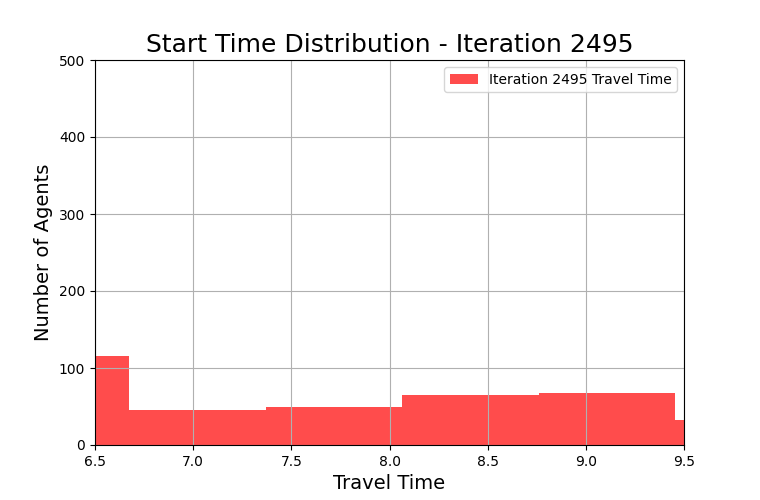 Start Time Distribution - Iteration 2495
Iteration 2495 Travel Time
Number of Agents
500
400
300
200
100
0
6.5 7.0 7.5 8.0 8.5 9.0 9.5
Travel Time